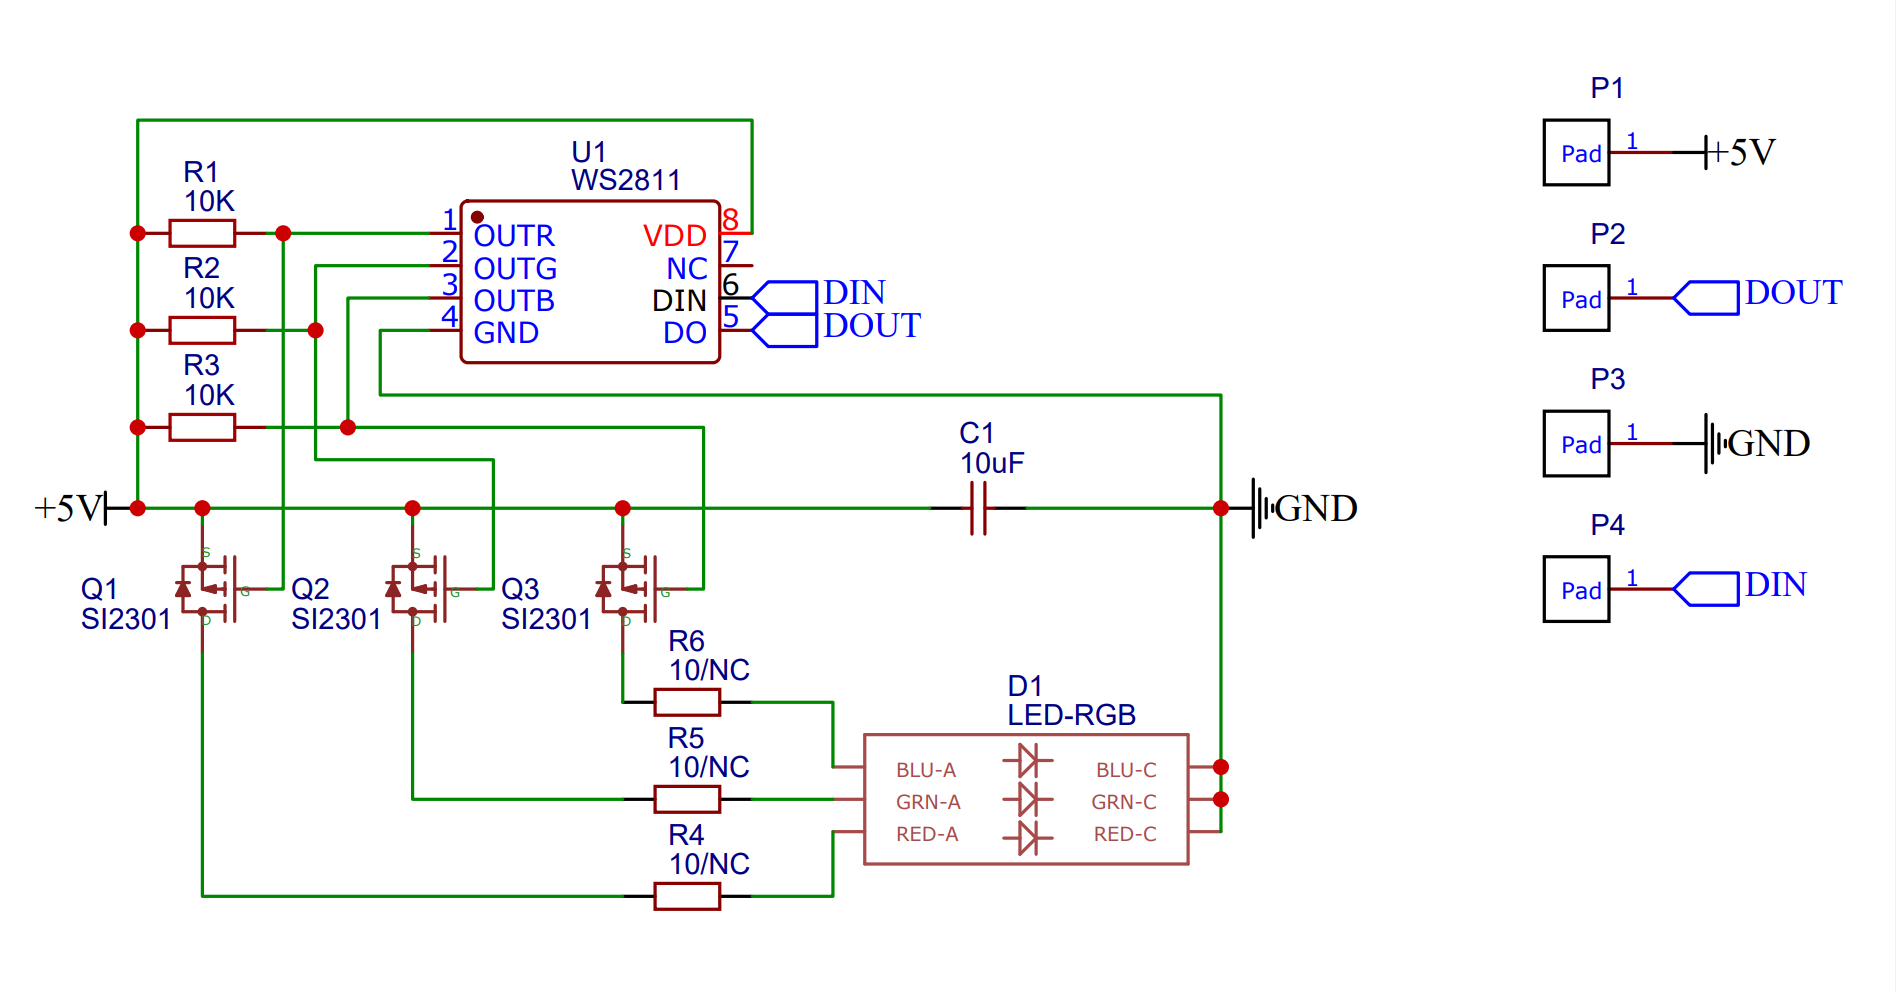 U1
WS2811
R1
10K
1
OUTR
2
OUTG
3
OUTB
4
GND
VDD
8
NC
7
DIN
6
DO
5
DIN
DOUT
R2
10K
R3
10K
+5V
C1
10uF
GND
Q1
SI2301
S
G
D
Q2
SI2301
S
G
D
Q3
SI2301
S
G
D
R6
10/NC
R5
10/NC
R4
10/NC
D1
LED-RGB
BLU-A
BLU-C
GRN-A
GRN-C
RED-A
RED-C
P1
Pad
1
+5V
P2
Pad
1
DOUT
P3
Pad
1
GND
P4
Pad
1
DIN